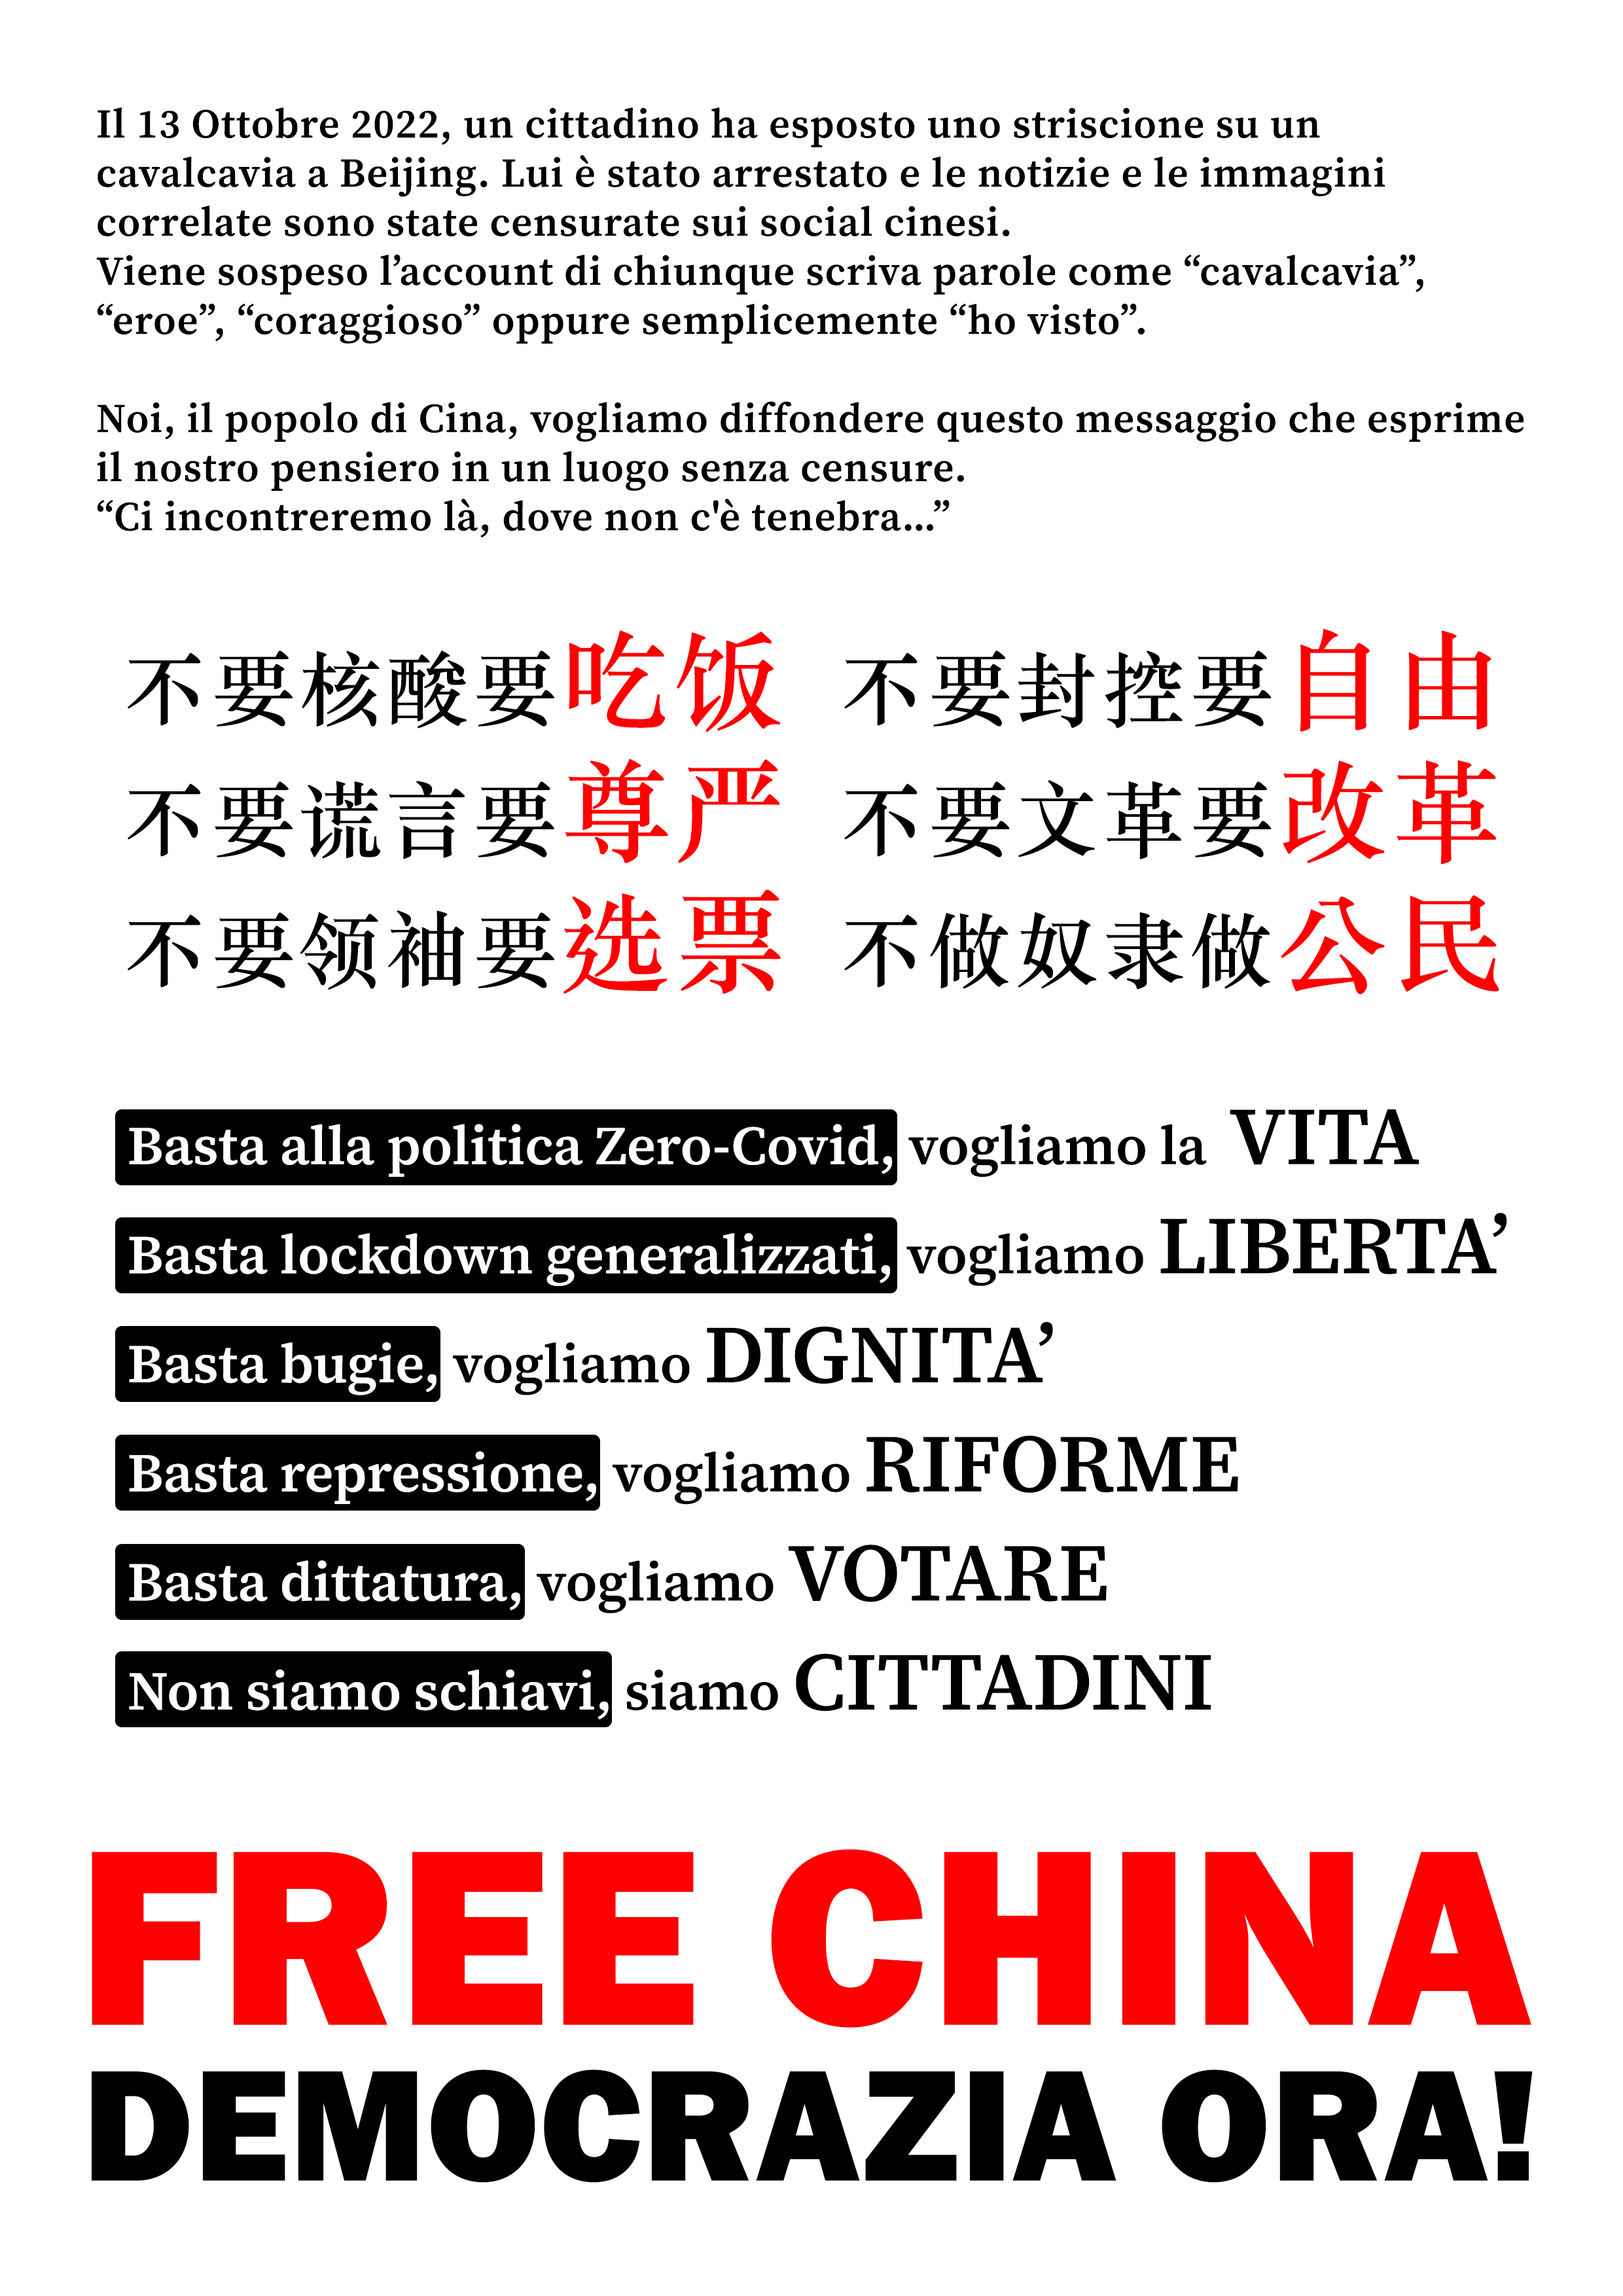 Il 13 Ottobre 2022, un cittadino ha esposto uno striscione su un
cavalcavia a Beijing. Lui è stato arrestato e le notizie e le immagini
correlate sono state censurate sui social cinesi.
Viene sospeso l’account di chiunque scriva parole come “cavalcavia”,
“eroe”, “coraggioso” oppure semplicemente “ho visto”.
Noi, il popolo di Cina, vogliamo diffondere questo messaggio che esprime
il nostro pensiero in un luogo senza censure.
“Ci incontreremo là, dove non c'è tenebra...”
不要核酸要吃饭 不要封控要自由
不要谎言要尊严 不要文革要改革
不要领袖要选票 不做奴隶做公民
Basta alla politica Zero-Covid, vogliamo la VITA
Basta lockdown generalizzati, vogliamo LIBERTA’
Basta bugie, vogliamo DIGNITA’
Basta repressione, vogliamo RIFORME
Basta dittatura, vogliamo VOTARE
Non siamo schiavi, siamo CITTADINI
FREE CHINA
DEMOCRAZIA ORA!